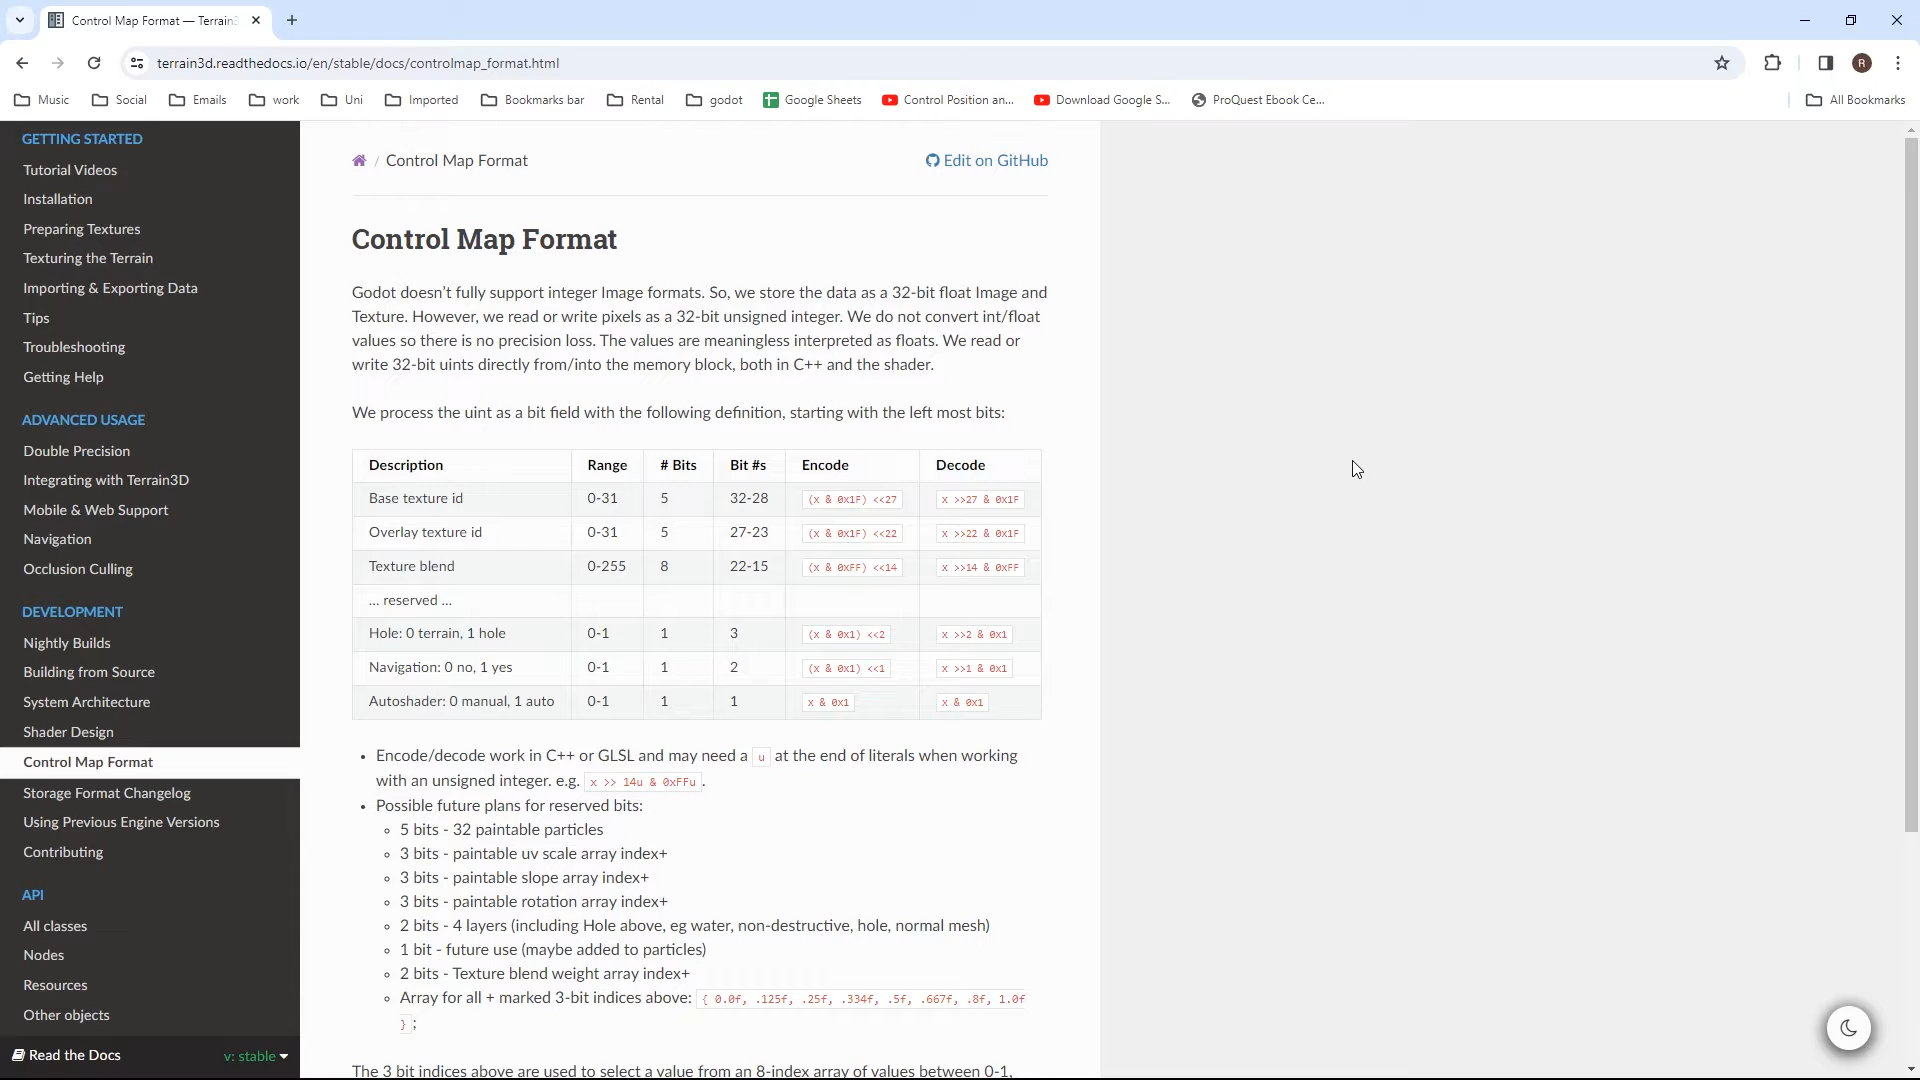 Control Map Format — Terrain3
terrain3d.readthedocs.io/en/stable/docs/controlmap_format.html
R
Music
Social
Emails
work
Uni
Imported
Bookmarks bar
Rental
godot
Google Sheets
Control Position an...
Download Google S...
ProQuest Ebook Ce...
All Bookmarks
GETTING STARTED
Tutorial Videos
Installation
Preparing Textures
Texturing the Terrain
Importing & Exporting Data
Tips
Troubleshooting
Getting Help
ADVANCED USAGE
Double Precision
Integrating with Terrain3D
Mobile & Web Support
Navigation
Occlusion Culling
DEVELOPMENT
Nightly Builds
Building from Source
System Architecture
Shader Design
Control Map Format
Storage Format Changelog
Using Previous Engine Versions
Contributing
API
All classes
Nodes
Resources
Other objects
Read the Docs v: stable
/ Control Map Format
Edit on GitHub
Control Map Format
Godot doesn’t fully support integer Image formats. So, we store the data as a 32-bit float Image and
Texture. However, we read or write pixels as a 32-bit unsigned integer. We do not convert int/float
values so there is no precision loss. The values are meaningless interpreted as floats. We read or
write 32-bit uints directly from/into the memory block, both in C++ and the shader.
We process the uint as a bit field with the following definition, starting with the left most bits:
Description Range # Bits Bit #s Encode Decode
Base texture id 0-31 5 32-28 (x & 0x1F) <<27 x >>27 & 0x1F
Overlay texture id 0-31 5 27-23 (x & 0x1F) <<22 x >>22 & 0x1F
Texture blend 0-255 8 22-15 (x & 0xFF) <<14 x >>14 & 0xFF
... reserved ...
Hole: 0 terrain, 1 hole 0-1 1 3 (x & 0x1) <<2 x >>2 & 0x1
Navigation: 0 no, 1 yes 0-1 1 2 (x & 0x1) <<1 x >>1 & 0x1
Autoshader: 0 manual, 1 auto 0-1 1 1 x & 0x1 x & 0x1
• Encode/decode work in C++ or GLSL and may need a u at the end of literals when working
with an unsigned integer. e.g. x >> 14u & 0xFFu .
• Possible future plans for reserved bits:
◦ 5 bits - 32 paintable particles
◦ 3 bits - paintable uv scale array index+
◦ 3 bits - paintable slope array index+
◦ 3 bits - paintable rotation array index+
◦ 2 bits - 4 layers (including Hole above, eg water, non-destructive, hole, normal mesh)
◦ 1 bit - future use (maybe added to particles)
◦ 2 bits - Texture blend weight array index+
◦ Array for all + marked 3-bit indices above: { 0.0f, .125f, .25f, .334f, .5f, .667f, .8f, 1.0f
} ;
The 3 bit indices above are used to select a value from an 8-index array of values between 0-1,